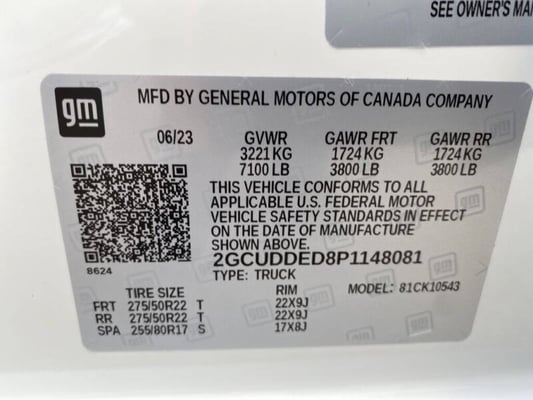 SEE OWNER'S MAN
gm
MFD BY GENERAL MOTORS OF CANADA COMPANY
06/23 GVWR GAWR FRT GAWR RR
3221 KG 1724 KG 1724 KG
7100 LB 3800 LB 3800 LB
THIS VEHICLE CONFORMS TO ALL
APPLICABLE U.S. FEDERAL MOTOR
VEHICLE SAFETY STANDARDS IN EFFECT
ON THE DATE OF MANUFACTURE
SHOWN ABOVE.
2GCUDDED8P1148081
8624
TYPE: TRUCK
TIRE SIZE RIM MODEL: 81CK10543
FRT 275/50R22 T 22X9J
RR 275/50R22 T 22X9J
SPA 255/80R17 S 17X8J